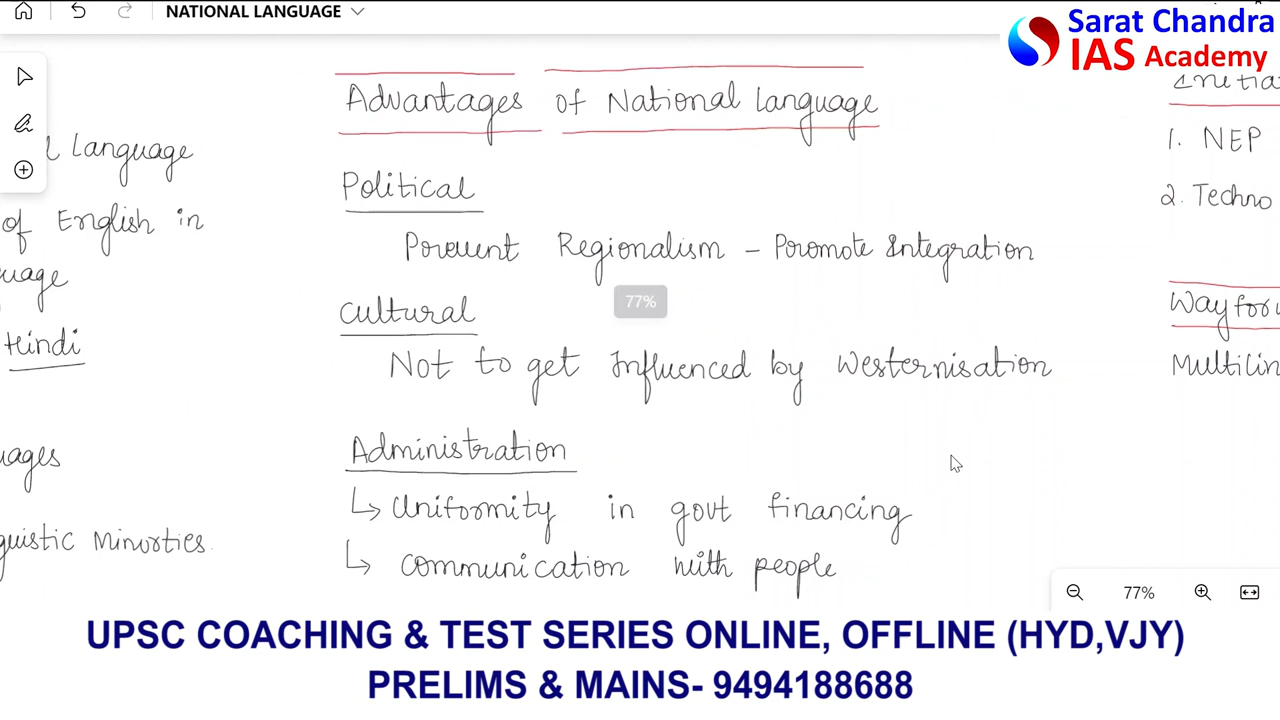 NATIONAL LANGUAGE
Sarat Chandra
IAS Academy
Advantages of National Language
Language
of English in
uage
Hindi
uages
guistic Minorties.
Political
Prevent Regionalism - Promote Integration
77%
Cultural
Not to get Influenced by Westernisation
Administration
↳ Uniformity in govt financing
↳ Communication with people
1. NEP
2. Techno
Wayfor
Multilin
77%
UPSC COACHING & TEST SERIES ONLINE, OFFLINE (HYD,VJY)
PRELIMS & MAINS- 9494188688